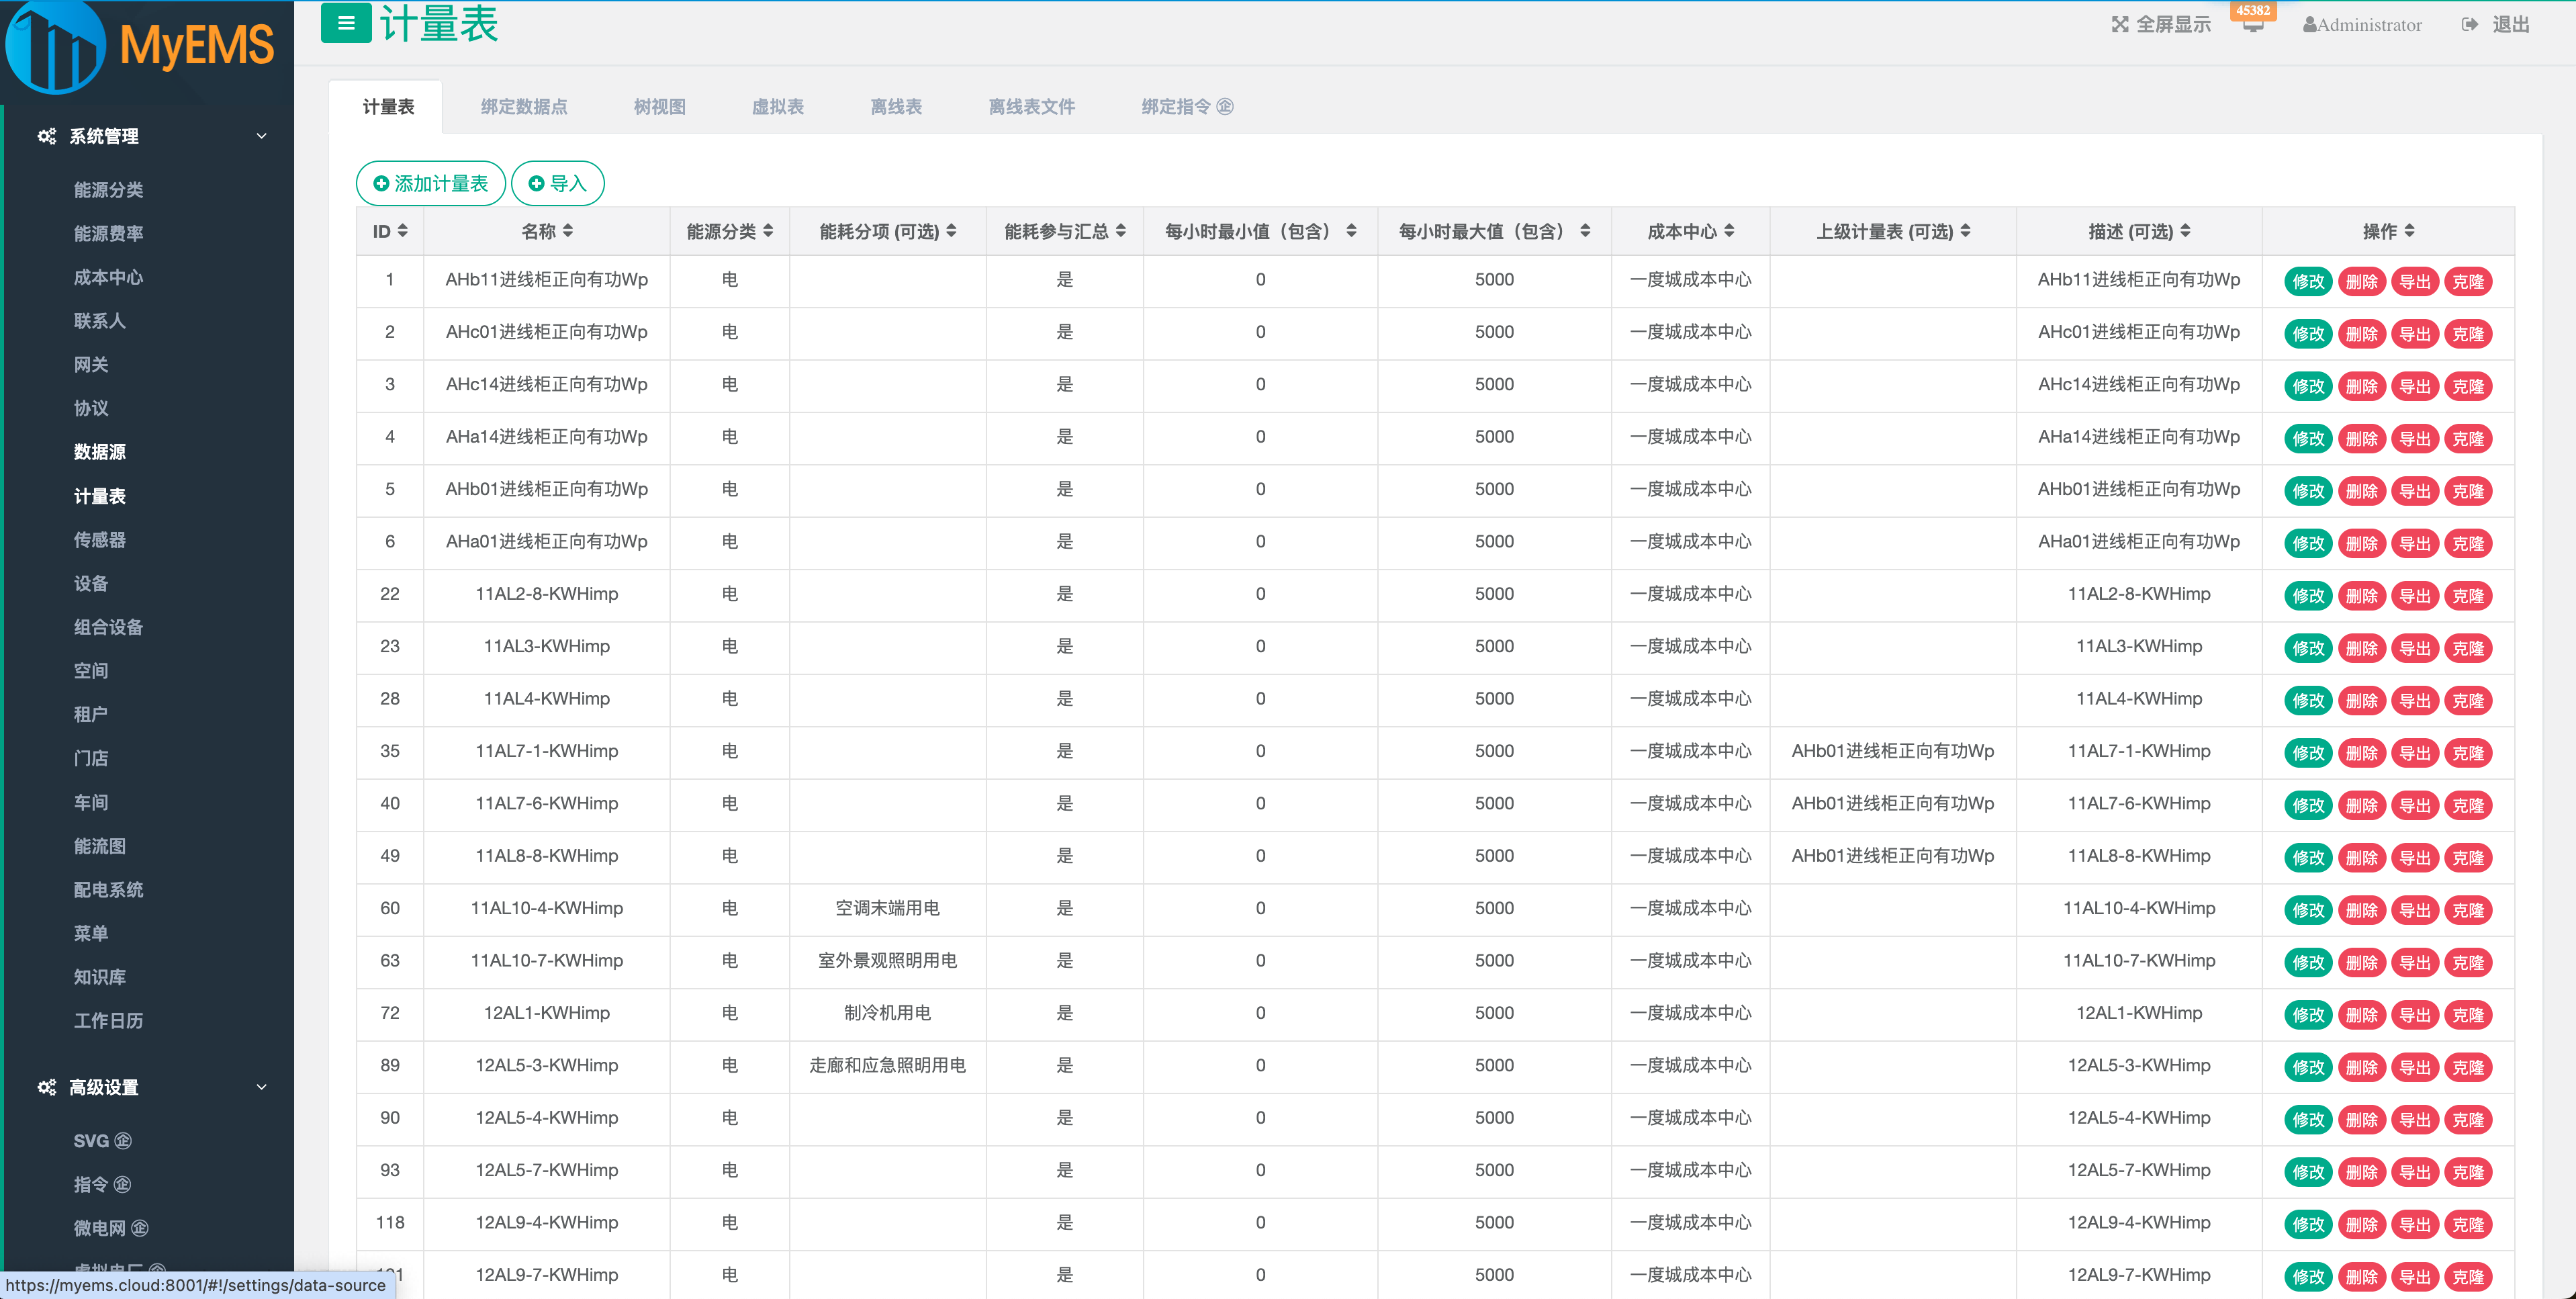 MyEMS
计量表
全屏显示
45382
Administrator
退出
系统管理
能源分类
能源费率
成本中心
联系人
网关
协议
数据源
计量表
传感器
设备
组合设备
空间
租户
门店
车间
能流图
配电系统
菜单
知识库
工作日历
高级设置
SVG ㊭
指令 ㊭
微电网 ㊭
https://myems.cloud:8001/#!/settings/data-source
计量表 绑定数据点 树视图 虚拟表 离线表 离线表文件 绑定指令 ㊭
添加计量表 导入
ID 名称 能源分类 能耗分项 (可选) 能耗参与汇总 每小时最小值（包含） 每小时最大值（包含） 成本中心 上级计量表 (可选) 描述 (可选) 操作
1 AHb11进线柜正向有功Wp 电 是 0 5000 一度城成本中心 AHb11进线柜正向有功Wp 修改 删除 导出 克隆
2 AHc01进线柜正向有功Wp 电 是 0 5000 一度城成本中心 AHc01进线柜正向有功Wp 修改 删除 导出 克隆
3 AHc14进线柜正向有功Wp 电 是 0 5000 一度城成本中心 AHc14进线柜正向有功Wp 修改 删除 导出 克隆
4 AHa14进线柜正向有功Wp 电 是 0 5000 一度城成本中心 AHa14进线柜正向有功Wp 修改 删除 导出 克隆
5 AHb01进线柜正向有功Wp 电 是 0 5000 一度城成本中心 AHb01进线柜正向有功Wp 修改 删除 导出 克隆
6 AHa01进线柜正向有功Wp 电 是 0 5000 一度城成本中心 AHa01进线柜正向有功Wp 修改 删除 导出 克隆
22 11AL2-8-KWHimp 电 是 0 5000 一度城成本中心 11AL2-8-KWHimp 修改 删除 导出 克隆
23 11AL3-KWHimp 电 是 0 5000 一度城成本中心 11AL3-KWHimp 修改 删除 导出 克隆
28 11AL4-KWHimp 电 是 0 5000 一度城成本中心 11AL4-KWHimp 修改 删除 导出 克隆
35 11AL7-1-KWHimp 电 是 0 5000 一度城成本中心 AHb01进线柜正向有功Wp 11AL7-1-KWHimp 修改 删除 导出 克隆
40 11AL7-6-KWHimp 电 是 0 5000 一度城成本中心 AHb01进线柜正向有功Wp 11AL7-6-KWHimp 修改 删除 导出 克隆
49 11AL8-8-KWHimp 电 是 0 5000 一度城成本中心 AHb01进线柜正向有功Wp 11AL8-8-KWHimp 修改 删除 导出 克隆
60 11AL10-4-KWHimp 电 空调末端用电 是 0 5000 一度城成本中心 11AL10-4-KWHimp 修改 删除 导出 克隆
63 11AL10-7-KWHimp 电 室外景观照明用电 是 0 5000 一度城成本中心 11AL10-7-KWHimp 修改 删除 导出 克隆
72 12AL1-KWHimp 电 制冷机用电 是 0 5000 一度城成本中心 12AL1-KWHimp 修改 删除 导出 克隆
89 12AL5-3-KWHimp 电 走廊和应急照明用电 是 0 5000 一度城成本中心 12AL5-3-KWHimp 修改 删除 导出 克隆
90 12AL5-4-KWHimp 电 是 0 5000 一度城成本中心 12AL5-4-KWHimp 修改 删除 导出 克隆
93 12AL5-7-KWHimp 电 是 0 5000 一度城成本中心 12AL5-7-KWHimp 修改 删除 导出 克隆
118 12AL9-4-KWHimp 电 是 0 5000 一度城成本中心 12AL9-4-KWHimp 修改 删除 导出 克隆
12AL9-7-KWHimp 电 是 0 5000 一度城成本中心 12AL9-7-KWHimp 修改 删除 导出 克隆